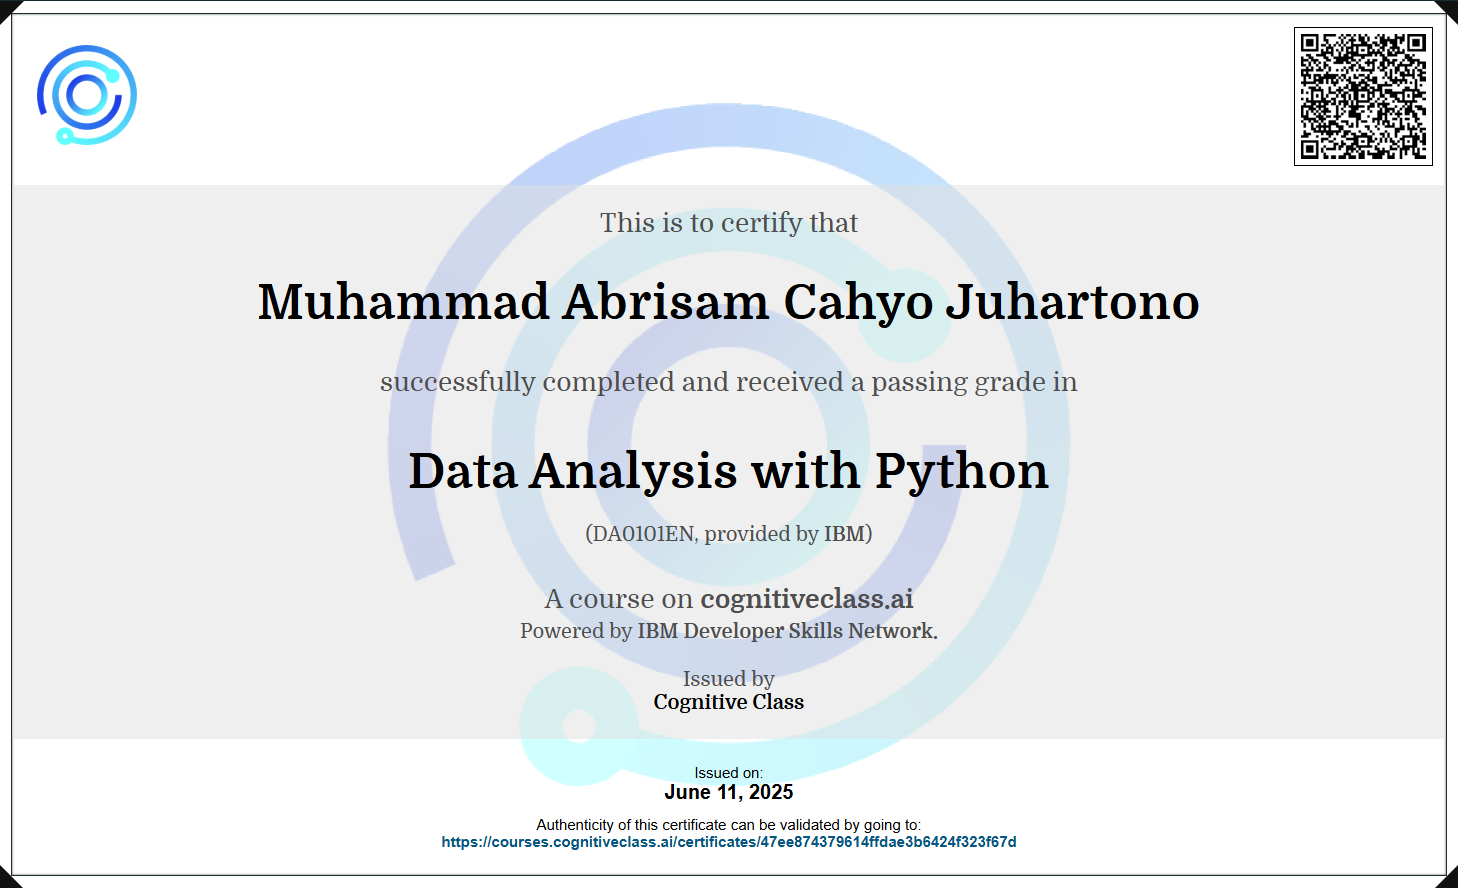 This is to certify that
Muhammad Abrisam Cahyo Juhartono
successfully completed and received a passing grade in
Data Analysis with Python
(DA0101EN, provided by IBM)
A course on cognitiveclass.ai
Powered by IBM Developer Skills Network.
Issued by
Cognitive Class
Issued on:
June 11, 2025
Authenticity of this certificate can be validated by going to:
https://courses.cognitiveclass.ai/certificates/47ee874379614ffdae3b6424f323f67d